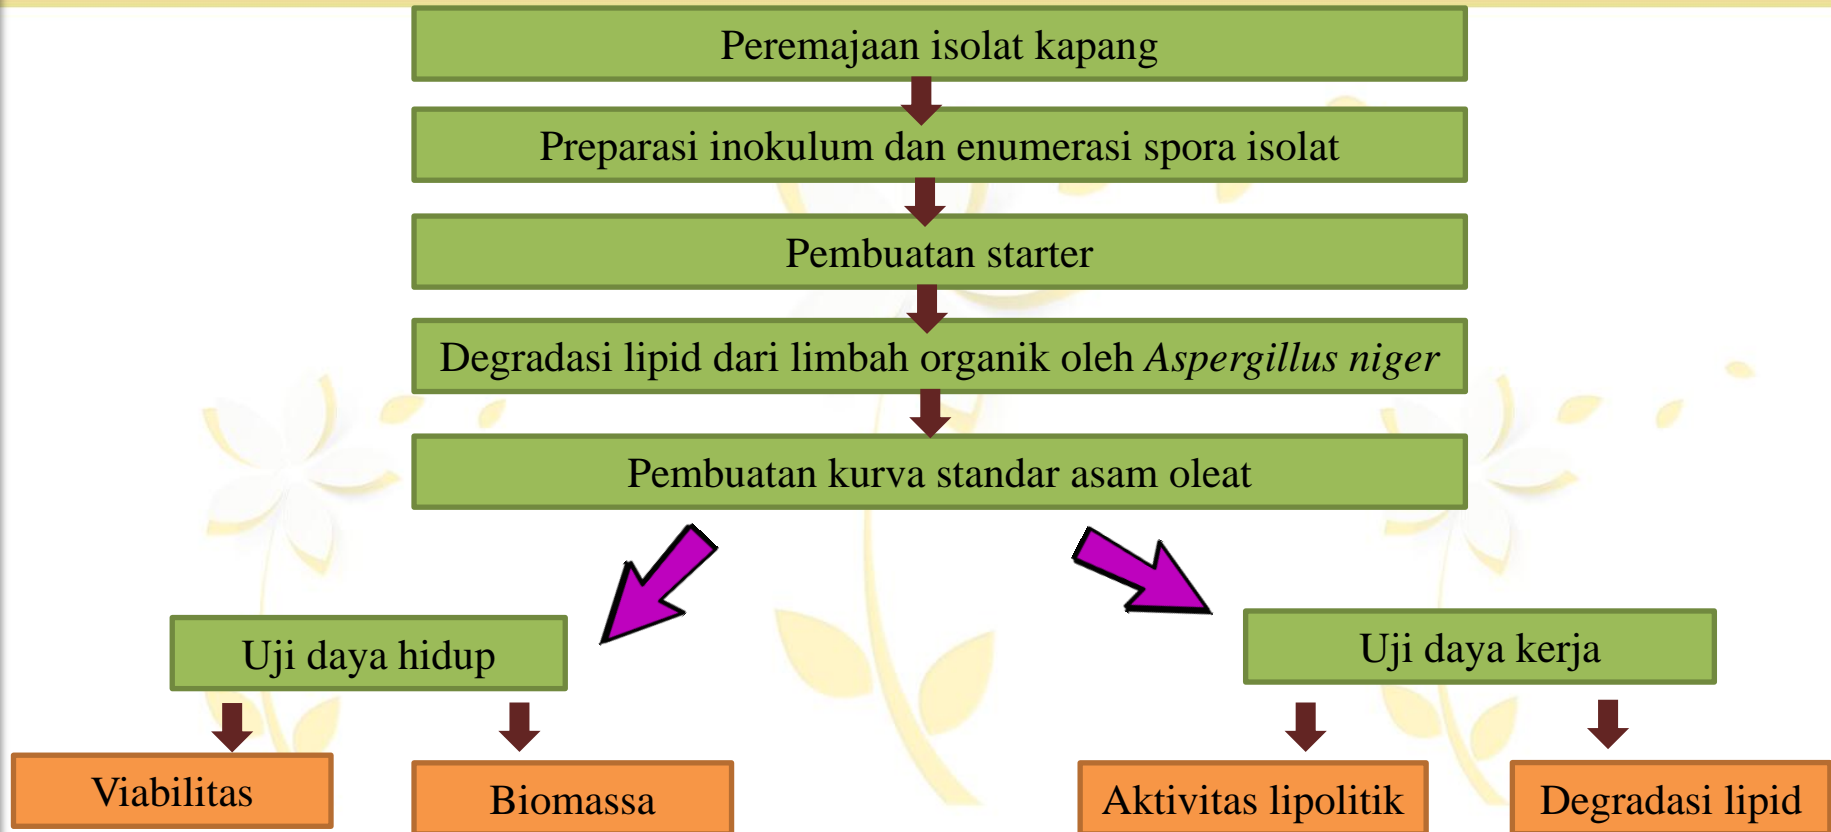 Peremajaan isolat kapang
Preparasi inokulum dan enumerasi spora isolat
Pembuatan starter
Degradasi lipid dari limbah organik oleh Aspergillus niger
Pembuatan kurva standar asam oleat
Uji daya hidup
Uji daya kerja
Viabilitas
Biomassa
Aktivitas lipolitik
Degradasi lipid